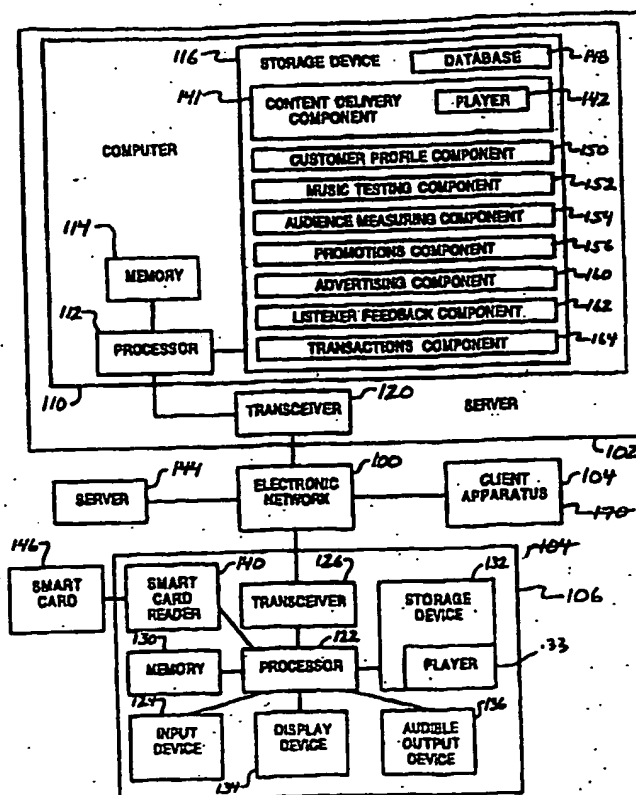 116
STORAGE DEVICE
DATABASE
148
141
CONTENT DELIVERY
COMPONENT
PLAYER
142
COMPUTER
CUSTOMER PROFILE COMPONENT
150
MUSIC TESTING COMPONENT
152
AUDIENCE MEASURING COMPONENT
154
PROMOTIONS COMPONENT
156
ADVERTISING COMPONENT
160
LISTENER FEEDBACK COMPONENT
162
TRANSACTIONS COMPONENT
164
114
MEMORY
112
PROCESSOR
110
TRANSCEIVER
120
SERVER
102
144
SERVER
ELECTRONIC
NETWORK
100
CLIENT
APPARATUS
104
170
146
SMART
CARD
140
SMART
CARD
READER
126
TRANSCEIVER
132
STORAGE
DEVICE
104
106
130
MEMORY
122
PROCESSOR
PLAYER
133
124
INPUT
DEVICE
DISPLAY
DEVICE
134
136
AUDIBLE
OUTPUT
DEVICE